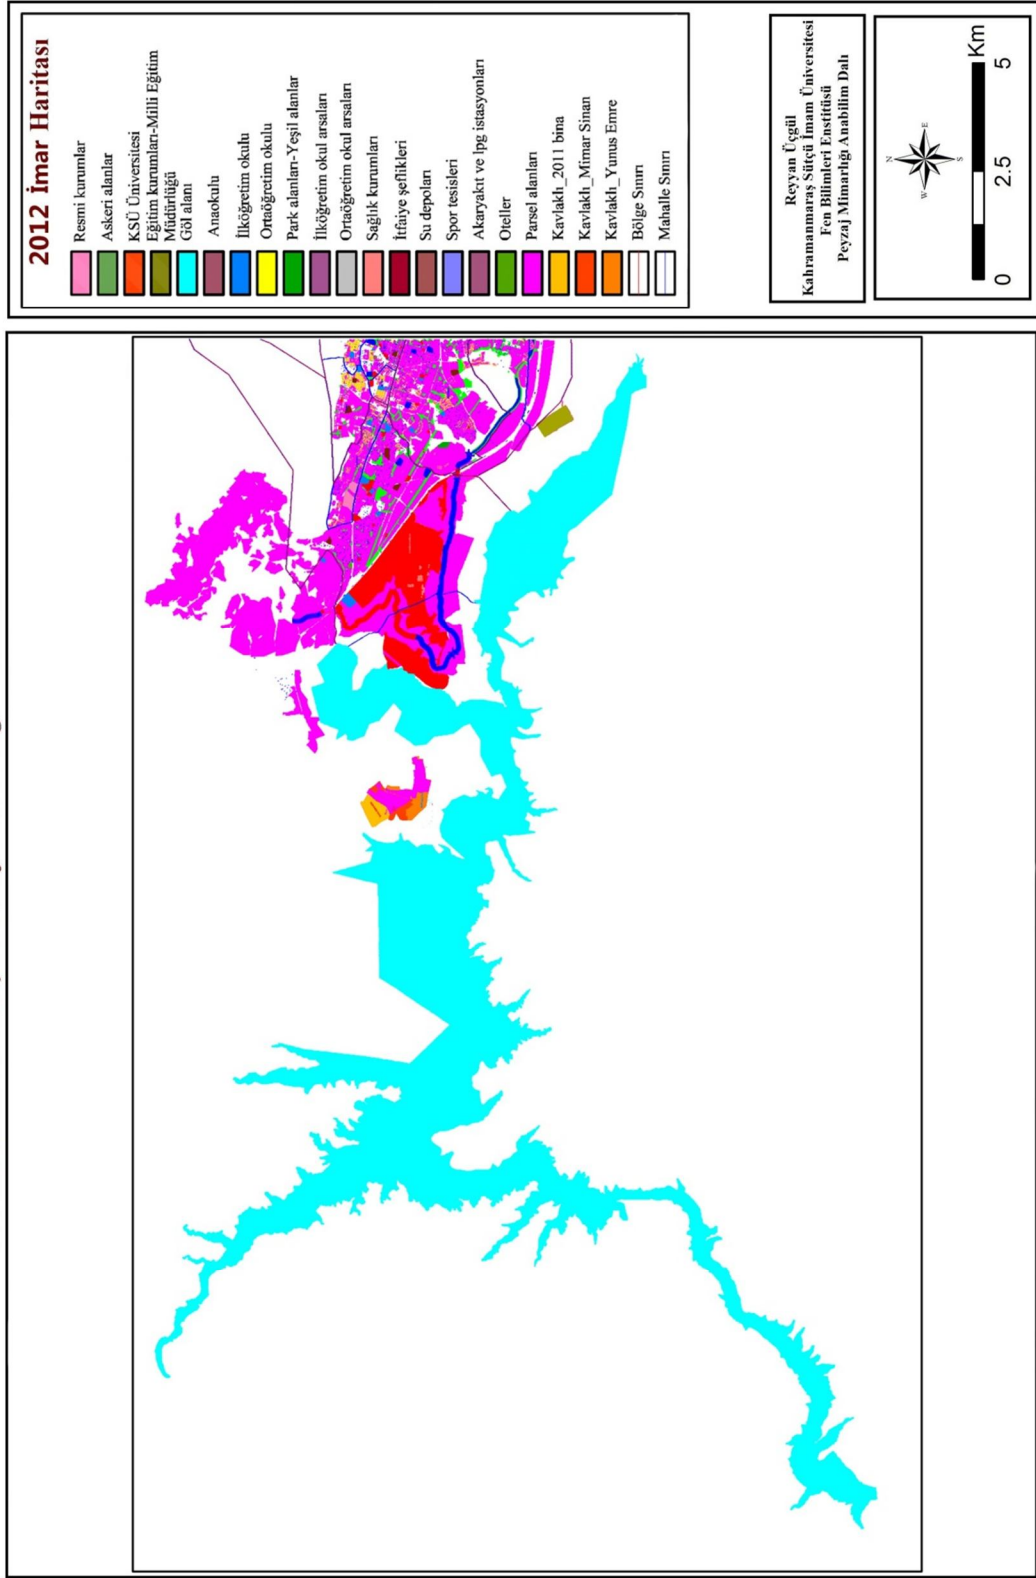 2012 İmar Haritası
Resmi kurumlar
Askeri alanlar
KSÜ Üniversitesi
Eğitim kurumları-Milli Eğitim
Müdürlüğü
Göl alanı
Anaokulu
İlköğretim okulu
Ortaöğretim okulu
Park alanları-Yeşil alanlar
İlköğretim okul arsaları
Ortaöğretim okul arsaları
Sağlık kurumları
İtfaiye şeflikleri
Su depoları
Spor tesisleri
Akaryakıt ve lpg istasyonları
Oteller
Parsel alanları
Kavlaklı_2011 bina
Kavlaklı_Mimar Sinan
Kavlaklı_Yunus Emre
Bölge Sınırı
Mahalle Sınırı
Reyyan Üçgül
Kahramanmaraş Sütçü İmam Üniversitesi
Fen Bilimleri Enstitüsü
Peyzaj Mimarlığı Anabilim Dalı
N
W E
S
Km
0 2.5 5